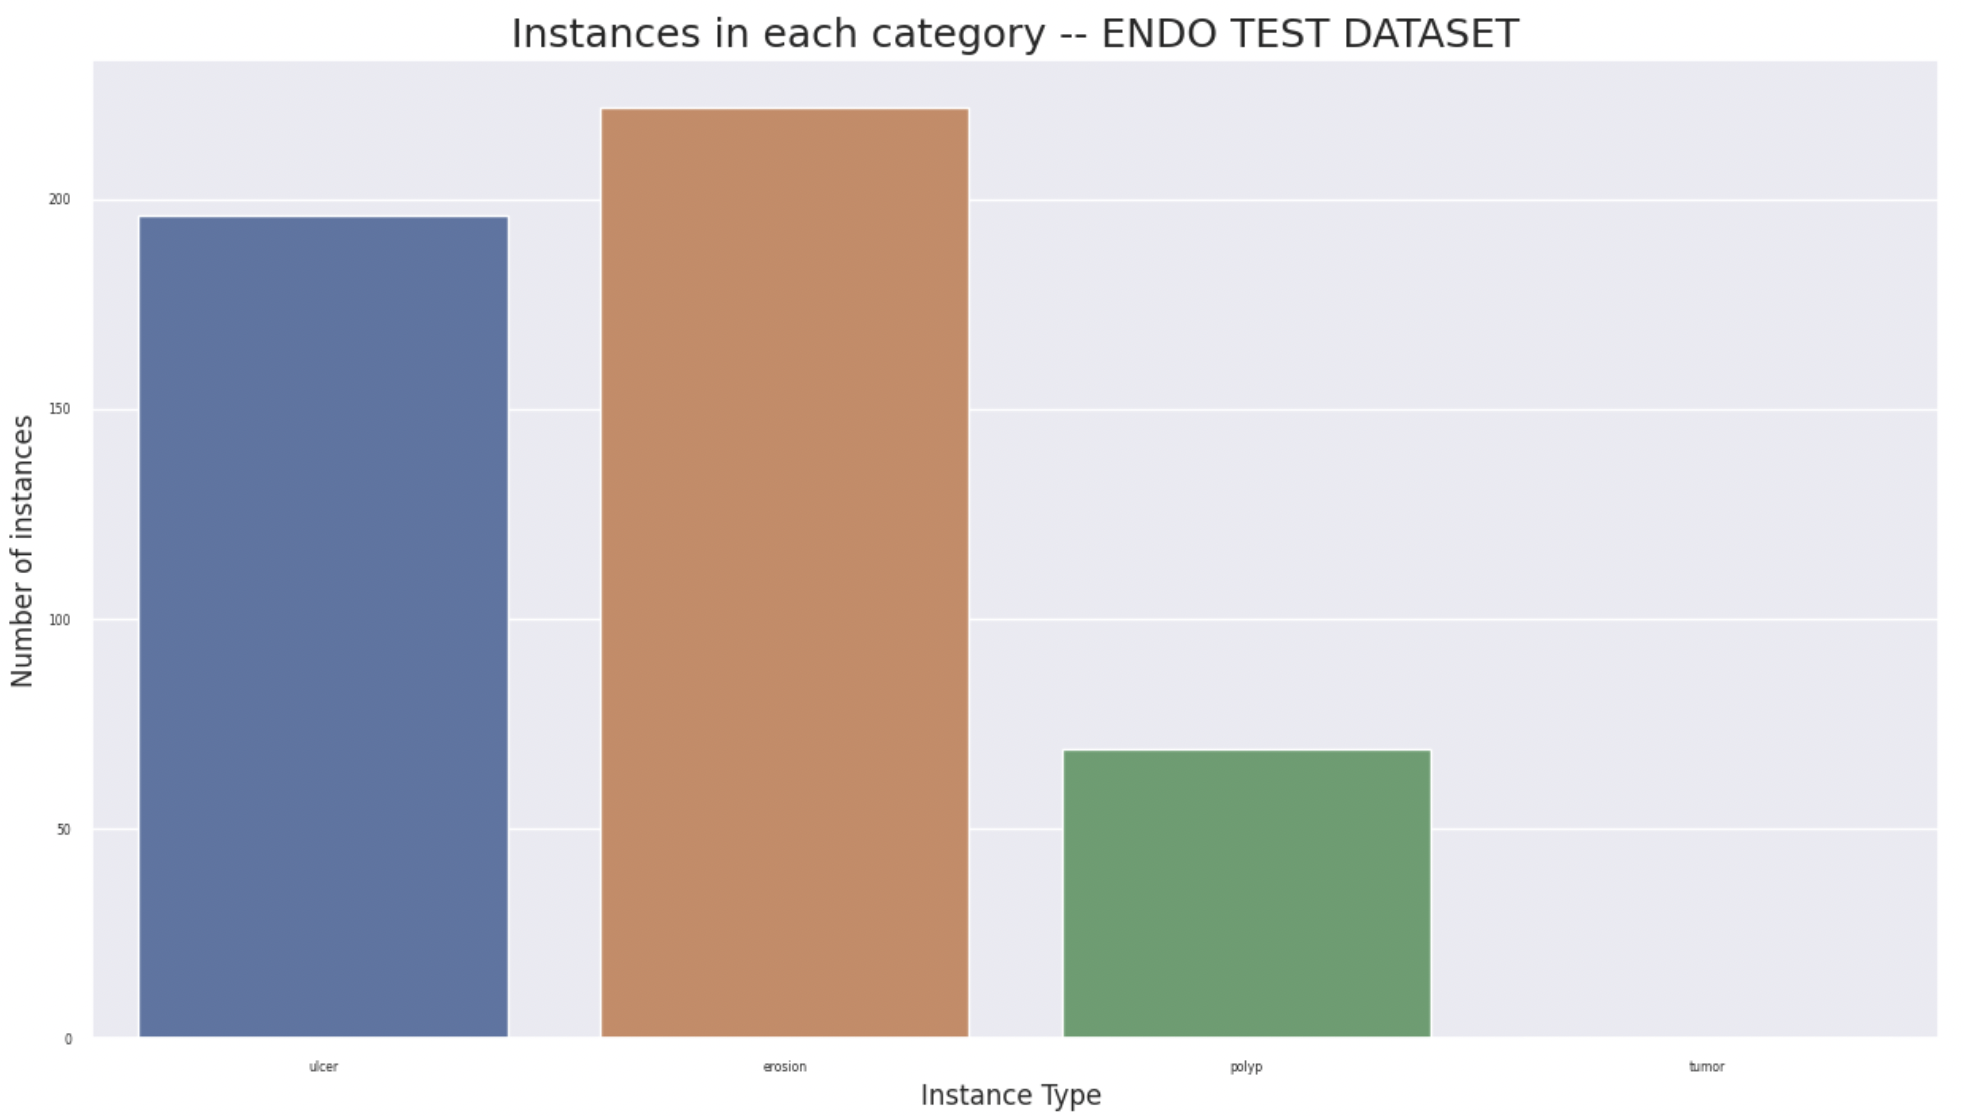 Instances in each category -- ENDO TEST DATASET
Number of instances
200
150
100
50
0
ulcer
erosion
polyp
tumor
Instance Type